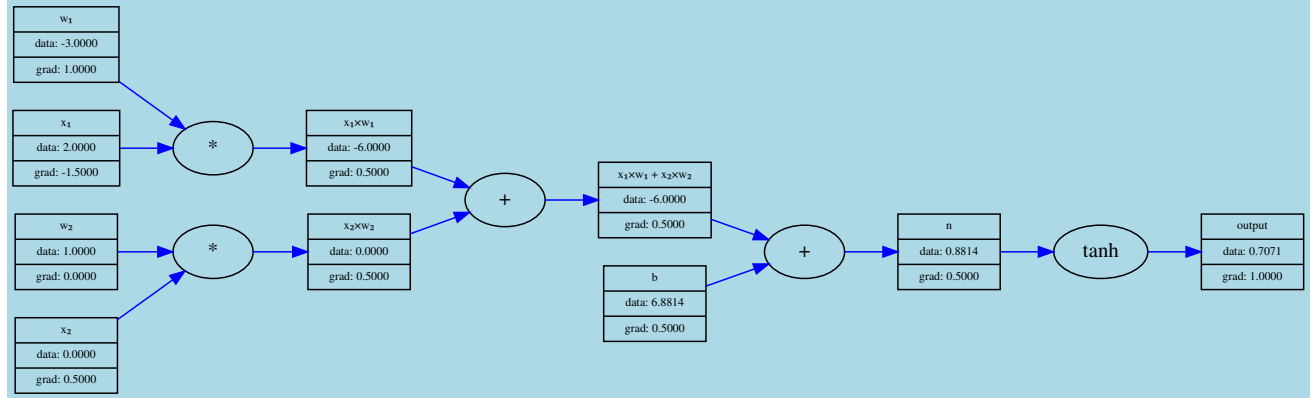 w₁
data: -3.0000
grad: 1.0000
x₁
data: 2.0000
grad: -1.5000
*
x₁×w₁
data: -6.0000
grad: 0.5000
w₂
data: 1.0000
grad: 0.0000
*
x₂×w₂
data: 0.0000
grad: 0.5000
x₂
data: 0.0000
grad: 0.5000
+
x₁×w₁ + x₂×w₂
data: -6.0000
grad: 0.5000
b
data: 6.8814
grad: 0.5000
+
n
data: 0.8814
grad: 0.5000
tanh
output
data: 0.7071
grad: 1.0000